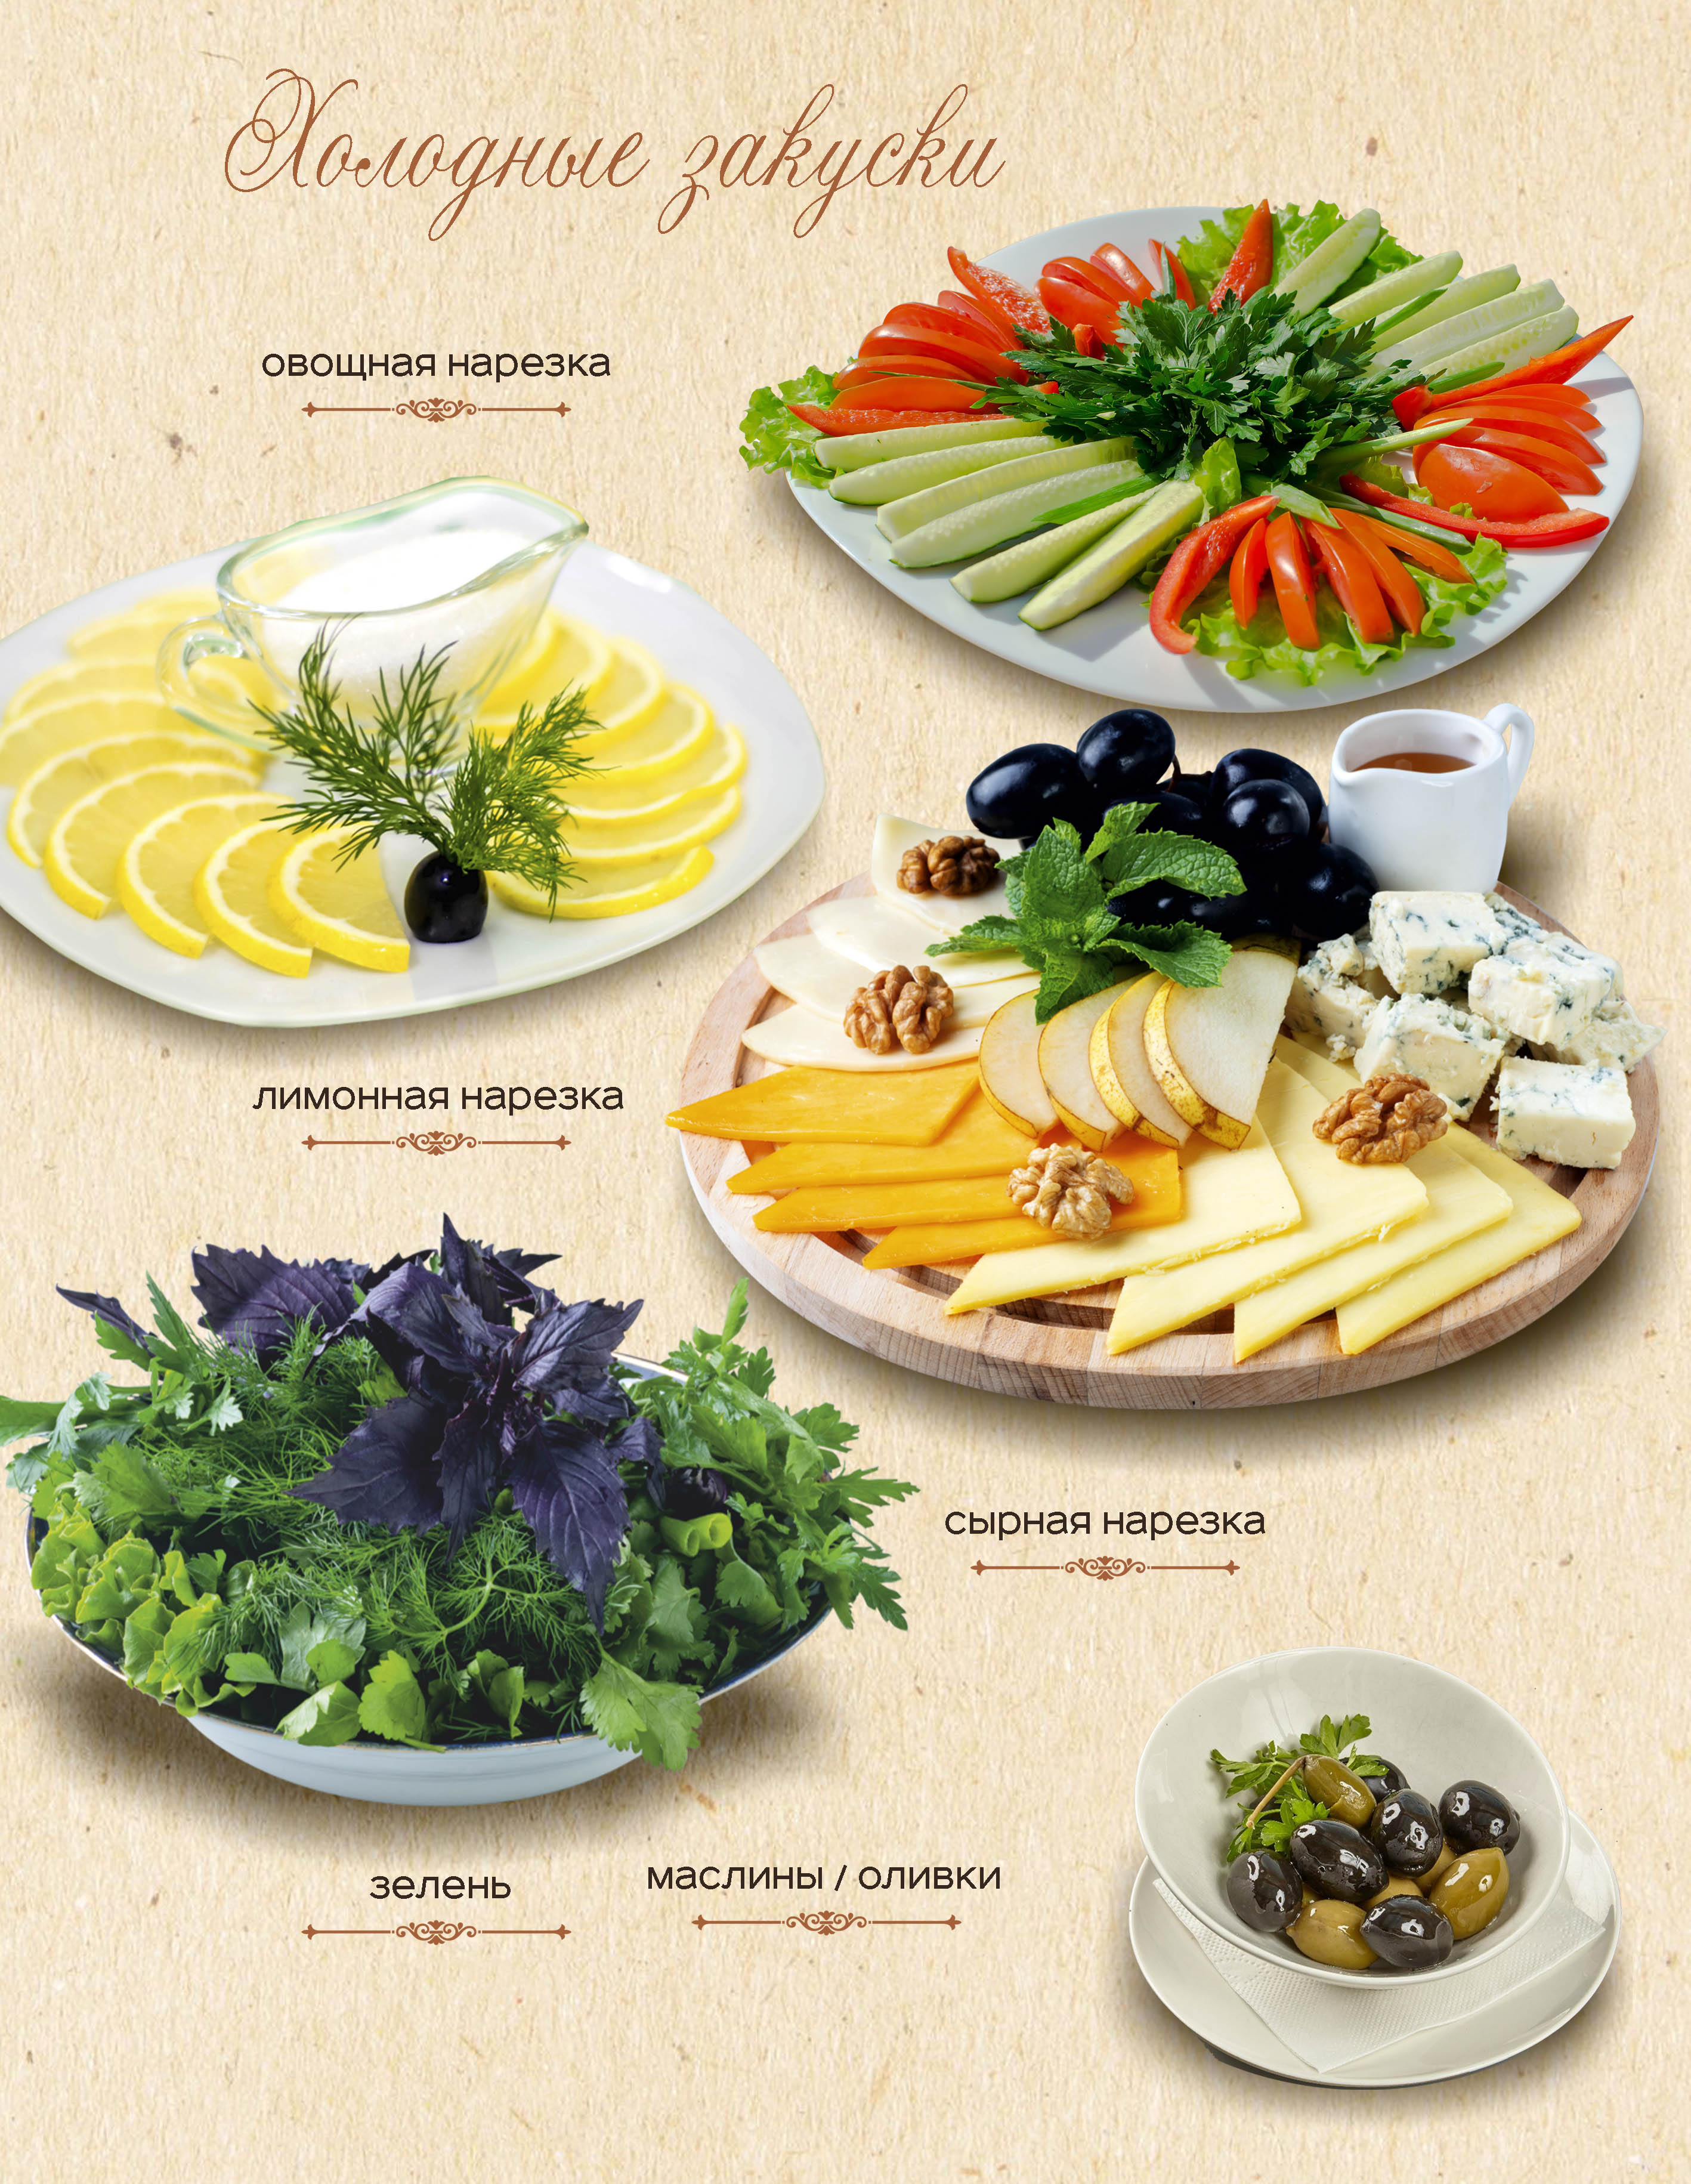 Холодные закуски
овощная нарезка
лимонная нарезка
сырная нарезка
зелень
маслины / оливки